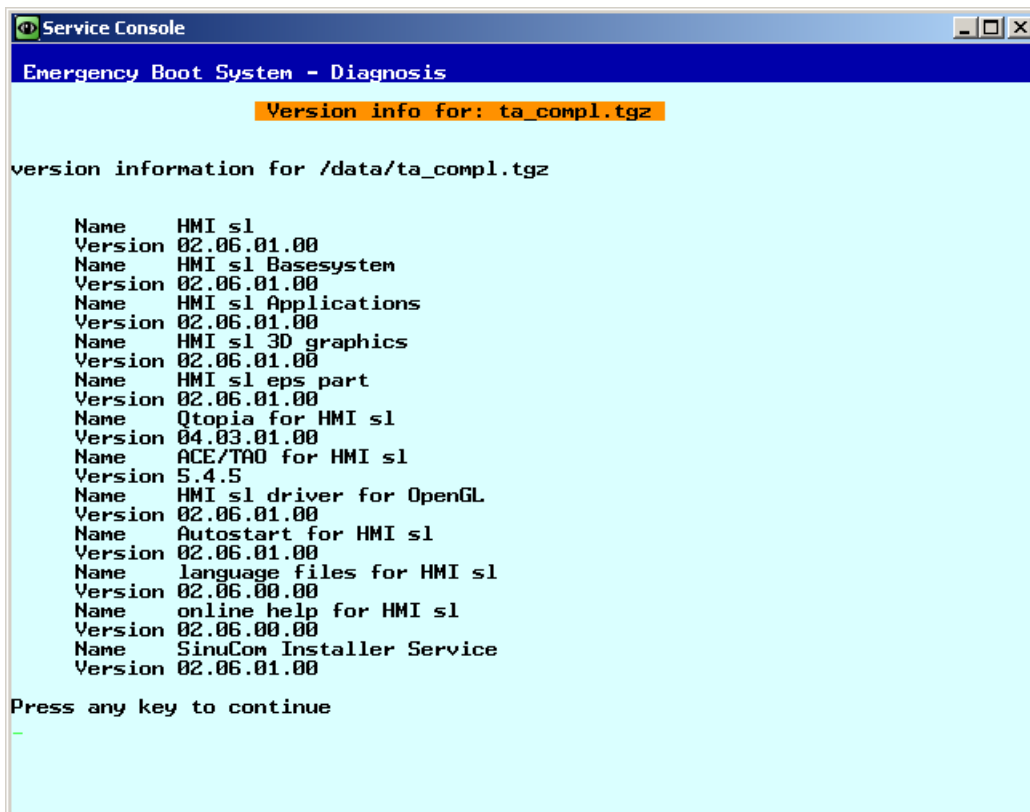 Service Console
Emergency Boot System - Diagnosis
Version info for: ta_compl.tgz
version information for /data/ta_compl.tgz
Name HMI sl
Version 02.06.01.00
Name HMI sl Basesystem
Version 02.06.01.00
Name HMI sl Applications
Version 02.06.01.00
Name HMI sl 3D graphics
Version 02.06.01.00
Name HMI sl eps part
Version 02.06.01.00
Name Qtopia for HMI sl
Version 04.03.01.00
Name ACE/TAO for HMI sl
Version 5.4.5
Name HMI sl driver for OpenGL
Version 02.06.01.00
Name Autostart for HMI sl
Version 02.06.01.00
Name language files for HMI sl
Version 02.06.00.00
Name online help for HMI sl
Version 02.06.00.00
Name SinuCom Installer Service
Version 02.06.01.00
Press any key to continue